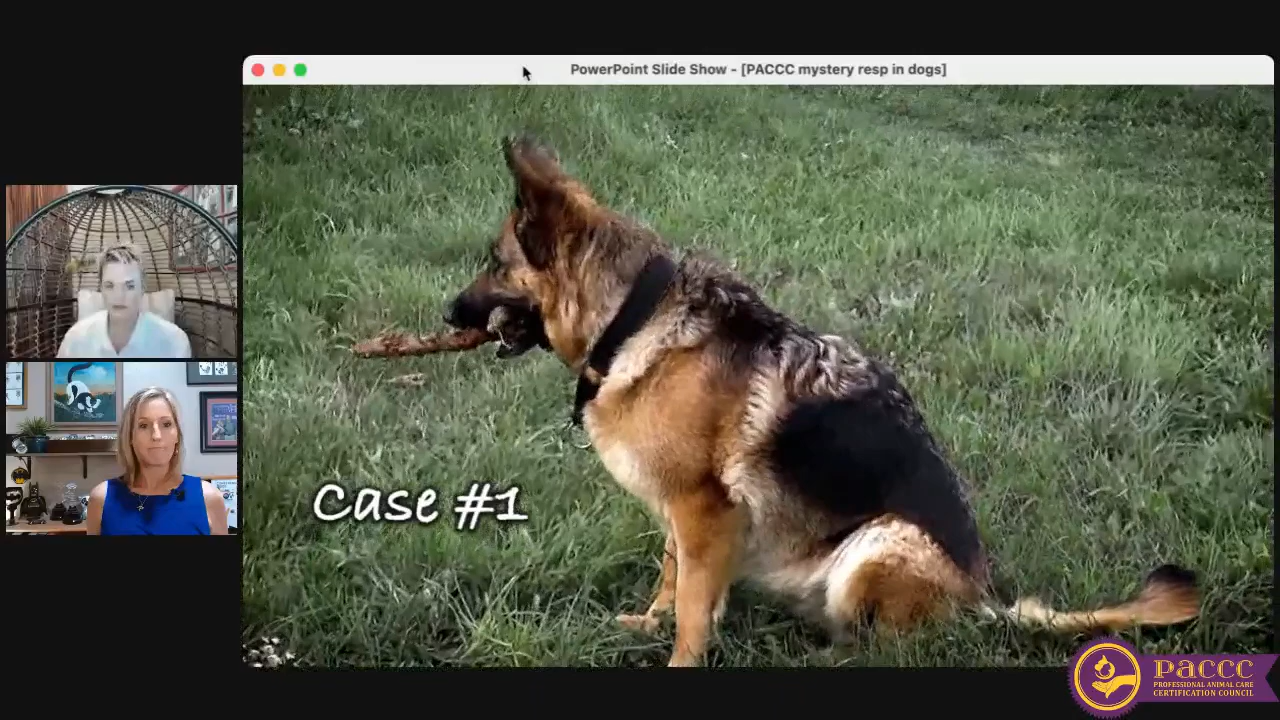 PowerPoint Slide Show - [PACCC mystery resp in dogs]
Case #1
PACCC
PROFESSIONAL ANIMAL CARE
CERTIFICATION COUNCIL